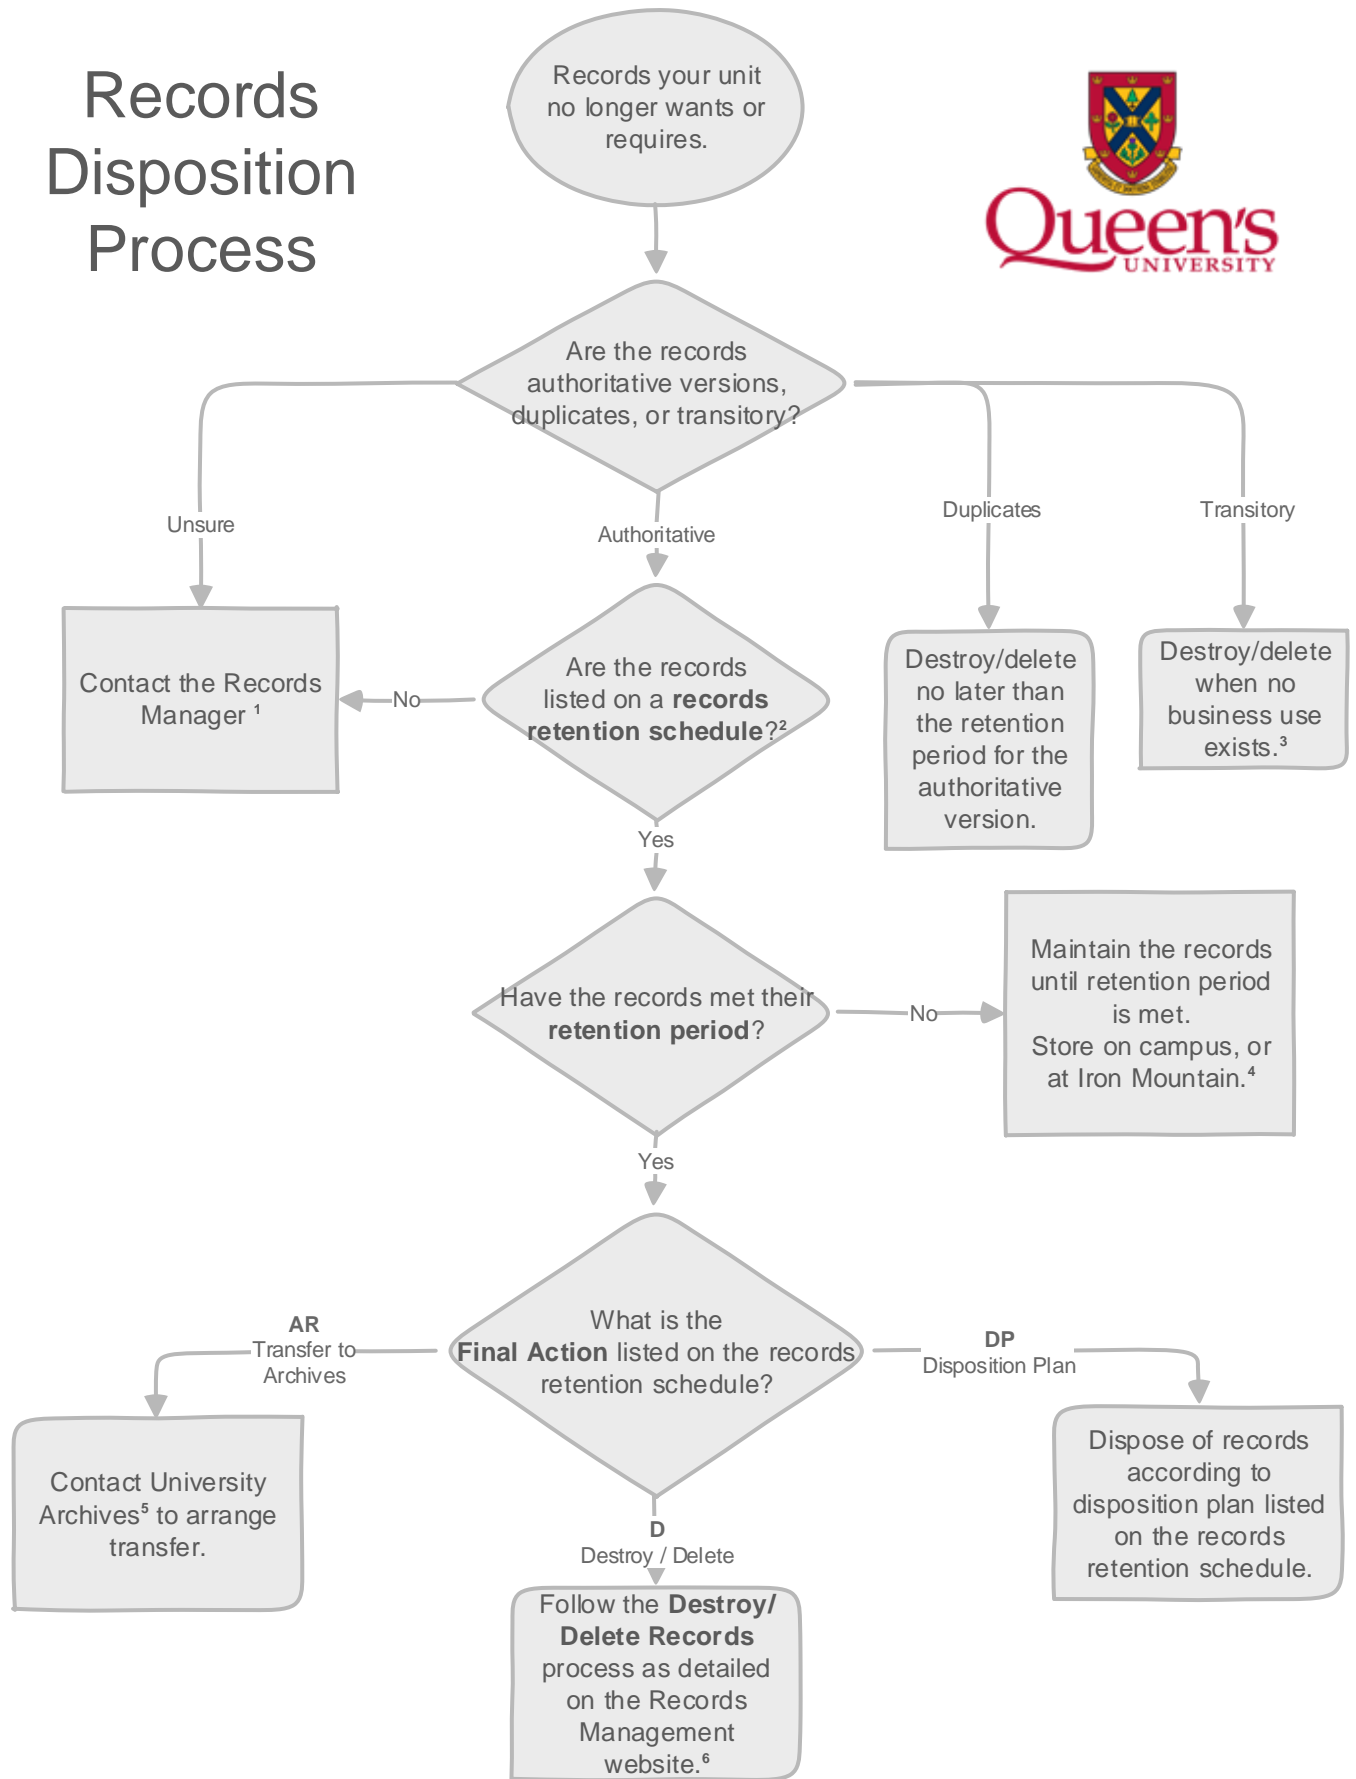 Records
Disposition
Process
Records your unit
no longer wants or
requires.
Queen's
UNIVERSITY
Are the records
authoritative versions,
duplicates, or transitory?
Unsure
Authoritative
Duplicates
Transitory
Contact the Records
Manager ¹
No
Are the records
listed on a records
retention schedule?²
Destroy/delete
no later than
the retention
period for the
authoritative
version.
Destroy/delete
when no
business use
exists.³
Yes
Have the records met their
retention period?
No
Maintain the records
until retention period
is met.
Store on campus, or
at Iron Mountain.⁴
Yes
What is the
Final Action listed on the records
retention schedule?
AR
Transfer to
Archives
DP
Disposition Plan
Contact University
Archives⁵ to arrange
transfer.
D
Destroy / Delete
Dispose of records
according to
disposition plan listed
on the records
retention schedule.
Follow the Destroy/
Delete Records
process as detailed
on the Records
Management
website.⁶